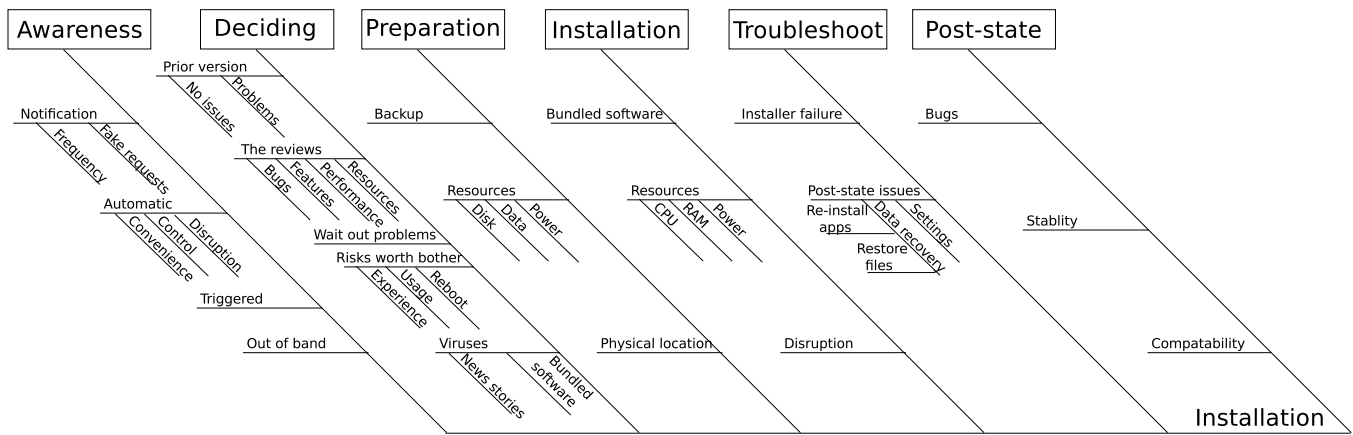 Awareness
Deciding
Preparation
Installation
Troubleshoot
Post-state
Notification
Frequency
Fake requests
Automatic
Convenience
Control
Disruption
Triggered
Out of band
Prior version
No issues
Problems
The reviews
Bugs
Features
Performance
Resources
Wait out problems
Risks worth bother
Experience
Usage
Reboot
Viruses
News stories
Bundled
software
Backup
Resources
Disk
Data
Power
Physical location
Bundled software
Resources
CPU
RAM
Power
Disruption
Installer failure
Post-state issues
Re-install
apps
Restore
files
Data recovery
Settings
Bugs
Stablity
Compatability
Installation